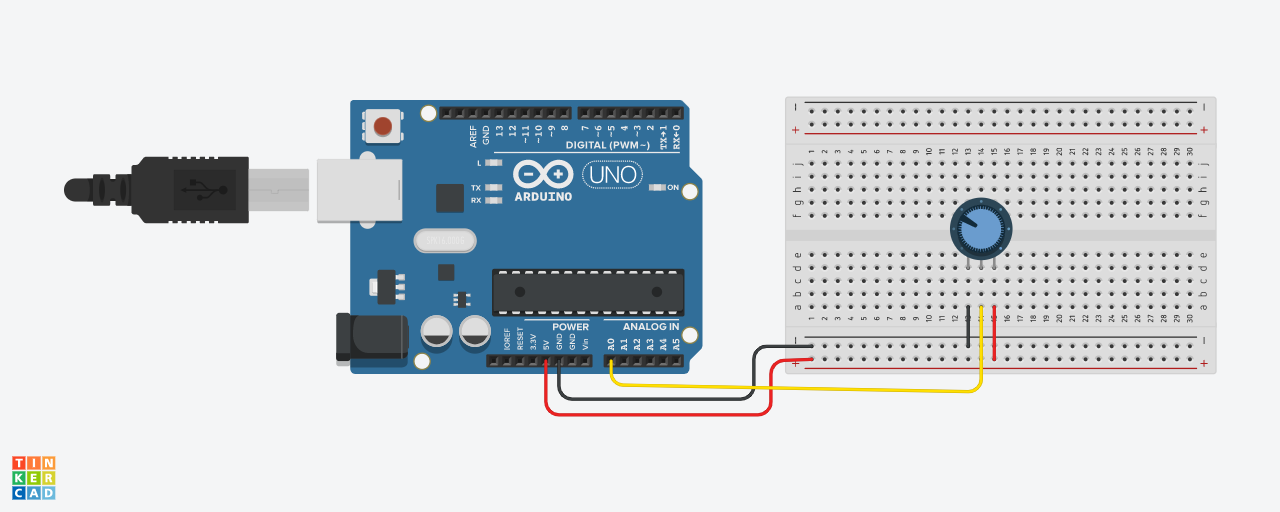 AREF
GND
13
12
~11
~10
~9
8
7
~6
~5
4
~3
2
TX→1
RX←0
DIGITAL (PWM~)
L
TX
RX
ARDUINO
UNO
ON
POWER
ANALOG IN
IOREF
RESET
3.3V
5V
GND
GND
Vin
A0
A1
A2
A3
A4
A5
− −
+ +
1 2 3 4 5 6 7 8 9 10 11 12 13 14 15 16 17 18 19 20 21 22 23 24 25 26 27 28 29 30
j j
i i
h h
g g
f f
e e
d d
c c
b b
a a
1 2 3 4 5 6 7 8 9 10 11 12 13 15 16 17 18 19 20 21 22 23 24 25 26 27 28 29 30
− −
+ +
TIN
KER
CAD